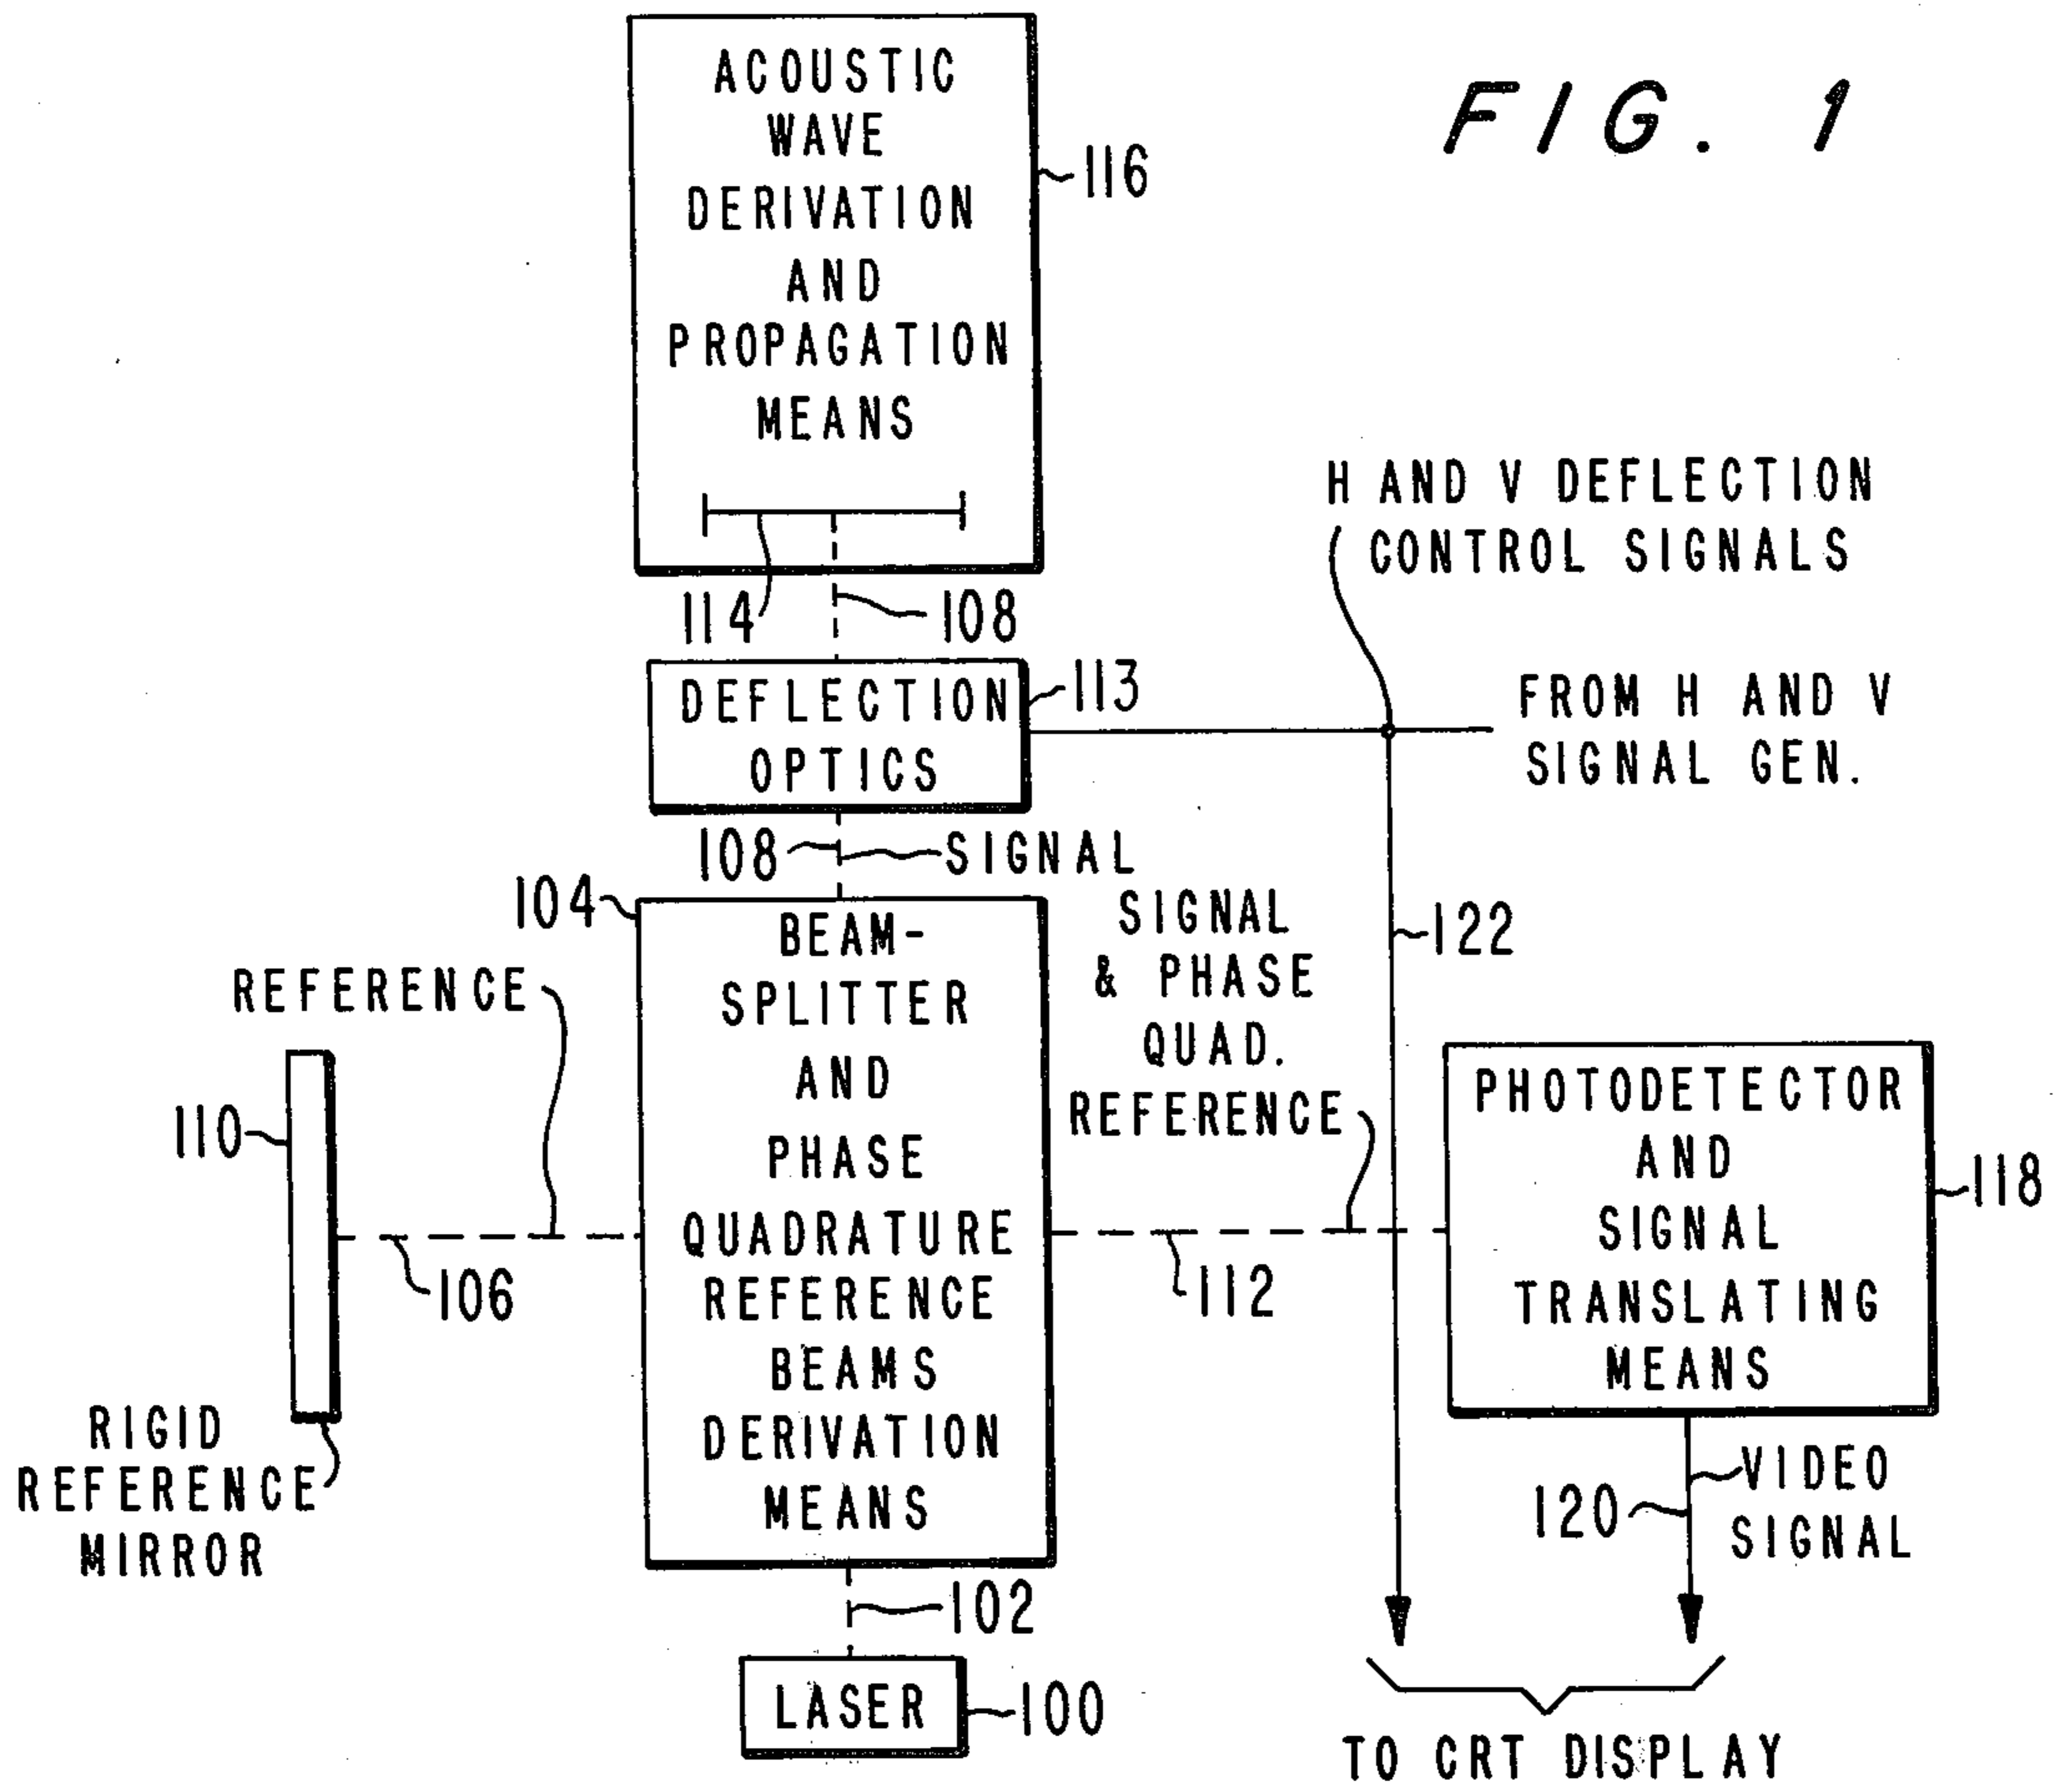 FIG. 1
ACOUSTIC
WAVE
DERIVATION
AND
PROPAGATION
MEANS
116
114
108
H AND V DEFLECTION
CONTROL SIGNALS
DEFLECTION
OPTICS
113
FROM H AND V
SIGNAL GEN.
108
SIGNAL
104
BEAM-
SPLITTER
AND
PHASE
QUADRATURE
REFERENCE
BEAMS
DERIVATION
MEANS
SIGNAL
& PHASE
QUAD.
REFERENCE
122
REFERENCE
110
106
RIGID
REFERENCE
MIRROR
112
PHOTODETECTOR
AND
SIGNAL
TRANSLATING
MEANS
118
120
VIDEO
SIGNAL
102
LASER
100
TO CRT DISPLAY